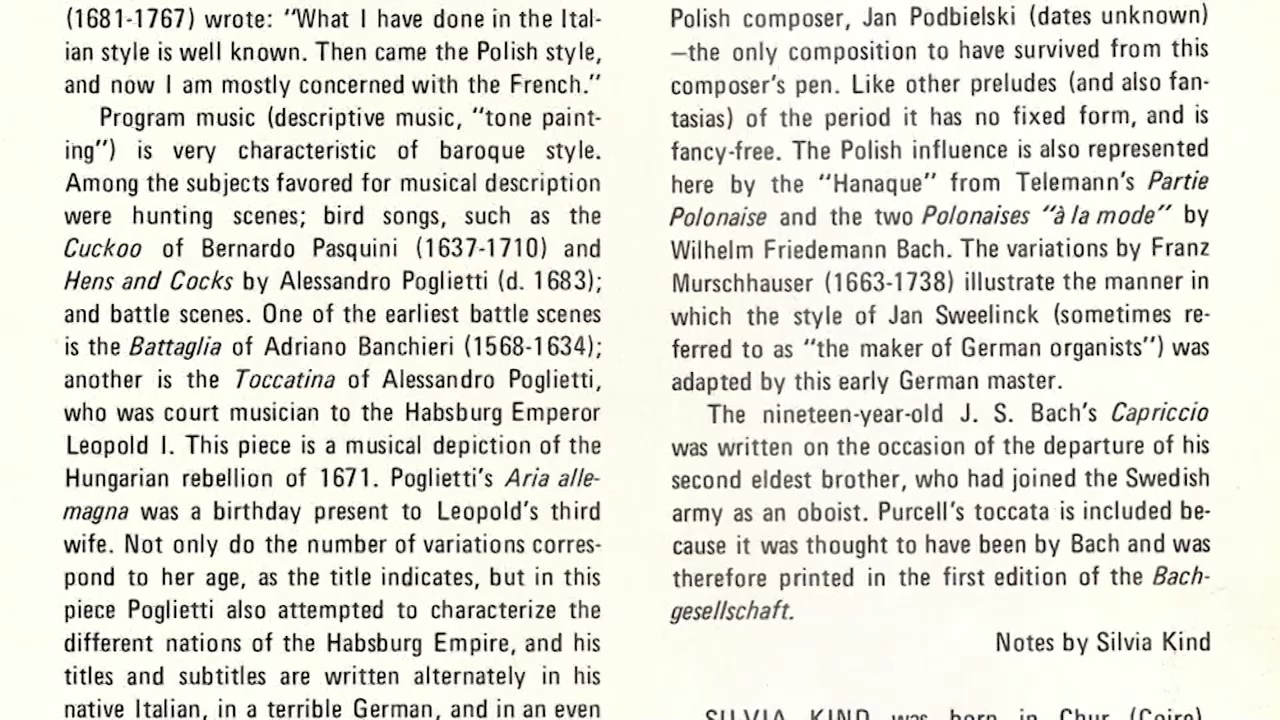 (1681-1767) wrote: “What I have done in the Ital-
ian style is well known. Then came the Polish style,
and now I am mostly concerned with the French.”
Program music (descriptive music, “tone paint-
ing”) is very characteristic of baroque style.
Among the subjects favored for musical description
were hunting scenes; bird songs, such as the
Cuckoo of Bernardo Pasquini (1637-1710) and
Hens and Cocks by Alessandro Poglietti (d. 1683);
and battle scenes. One of the earliest battle scenes
is the Battaglia of Adriano Banchieri (1568-1634);
another is the Toccatina of Alessandro Poglietti,
who was court musician to the Habsburg Emperor
Leopold I. This piece is a musical depiction of the
Hungarian rebellion of 1671. Poglietti’s Aria alle-
magna was a birthday present to Leopold’s third
wife. Not only do the number of variations corres-
pond to her age, as the title indicates, but in this
piece Poglietti also attempted to characterize the
different nations of the Habsburg Empire, and his
titles and subtitles are written alternately in his
native Italian, in a terrible German, and in an even
Polish composer, Jan Podbielski (dates unknown)
—the only composition to have survived from this
composer’s pen. Like other preludes (and also fan-
tasias) of the period it has no fixed form, and is
fancy-free. The Polish influence is also represented
here by the “Hanaque” from Telemann’s Partie
Polonaise and the two Polonaises “à la mode” by
Wilhelm Friedemann Bach. The variations by Franz
Murschhauser (1663-1738) illustrate the manner in
which the style of Jan Sweelinck (sometimes re-
ferred to as “the maker of German organists”) was
adapted by this early German master.
The nineteen-year-old J. S. Bach’s Capriccio
was written on the occasion of the departure of his
second eldest brother, who had joined the Swedish
army as an oboist. Purcell’s toccata is included be-
cause it was thought to have been by Bach and was
therefore printed in the first edition of the Bach-
gesellschaft.
Notes by Silvia Kind
SILVIA KIND was born in Chur (Coire),